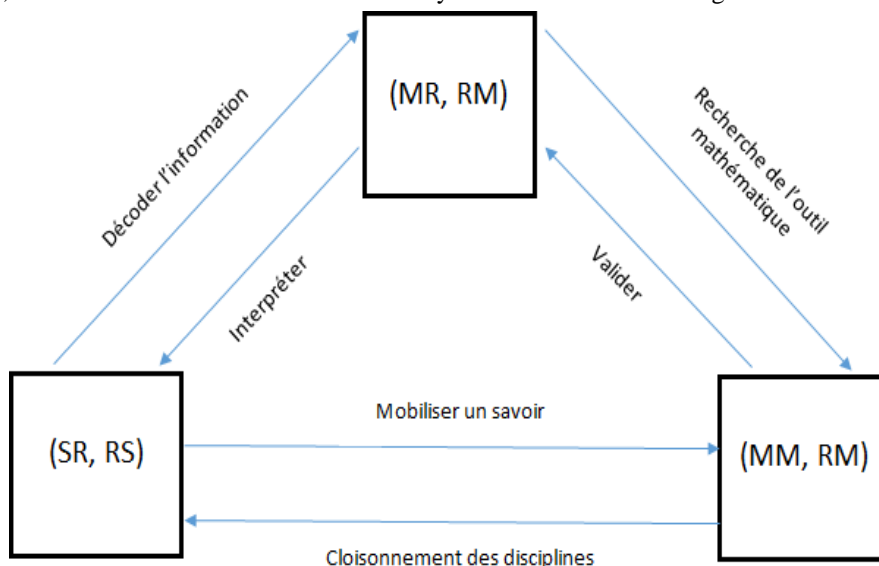 (MR, RM)
Décoder l'information
Recherche de l'outil
mathématique
Interpréter
Valider
(SR, RS)
Mobiliser un savoir
(MM, RM)
Cloisonnement des disciplines